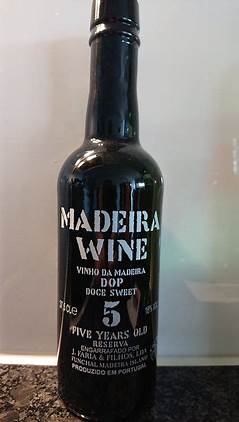 MADEIRA
WINE
VINHO DA MADEIRA
DOP
DOCE SWEET
5
FIVE YEARS OLD
RESERVA
ENGARRAFADO POR
J. FARIA & FILHOS, LDA
FUNCHAL MADEIRA ISLAND
PRODUZIDO EM PORTUGAL